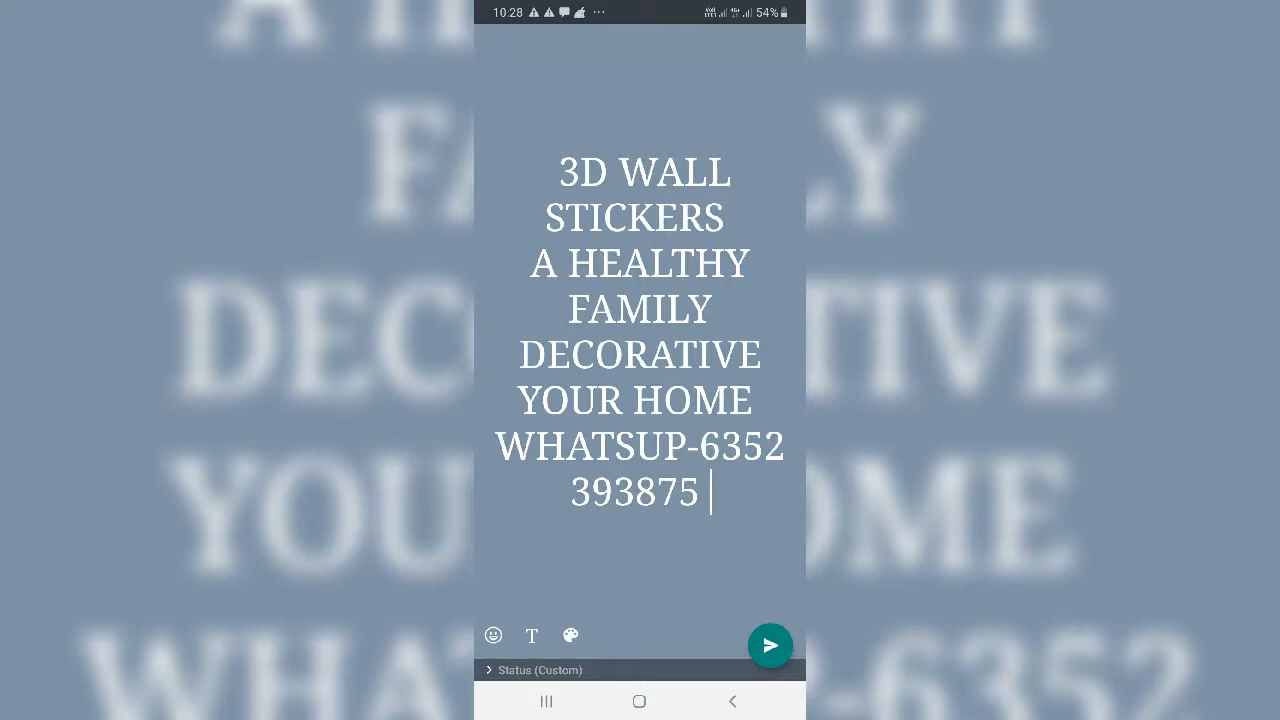 10:28
54%
3D WALL
STICKERS
A HEALTHY
FAMILY
DECORATIVE
YOUR HOME
WHATSUP-6352
393875
T
Status (Custom)